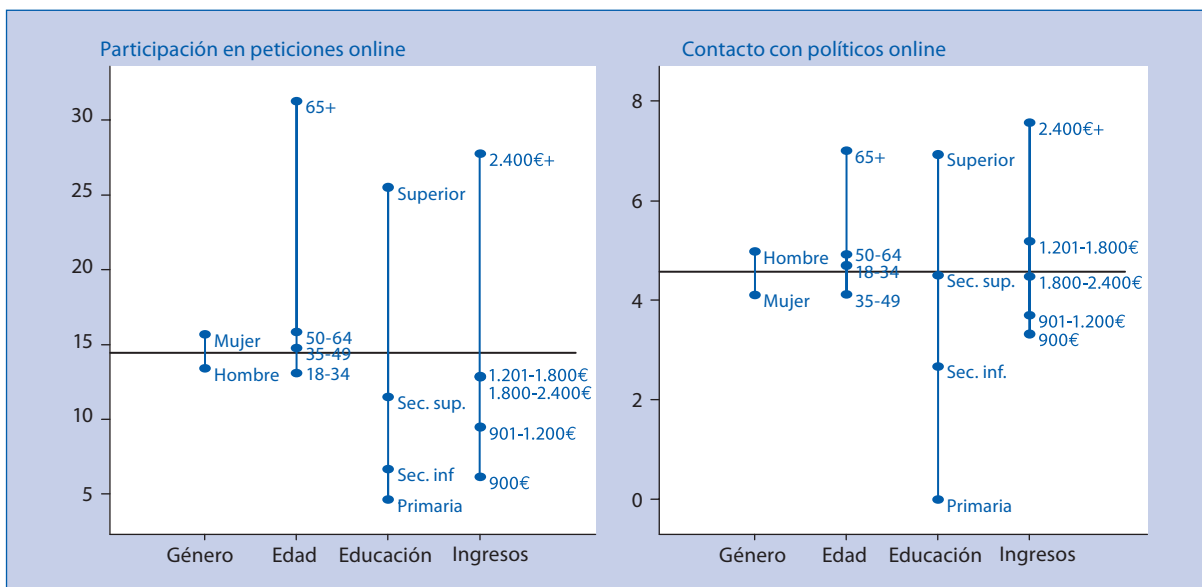 Participación en peticiones online
30
25
20
15
10
5
65+
2.400€+
Superior
Mujer
50-64
35-49
Hombre
18-34
1.201-1.800€
1.800-2.400€
Sec. sup.
901-1.200€
Sec. inf
900€
Primaria
Género Edad Educación Ingresos
Contacto con políticos online
8
6
4
2
0
2.400€+
65+
Superior
Hombre
50-64
1.201-1.800€
18-34
Sec. sup.
1.800-2.400€
Mujer
35-49
901-1.200€
900€
Sec. inf.
Primaria
Género Edad Educación Ingresos